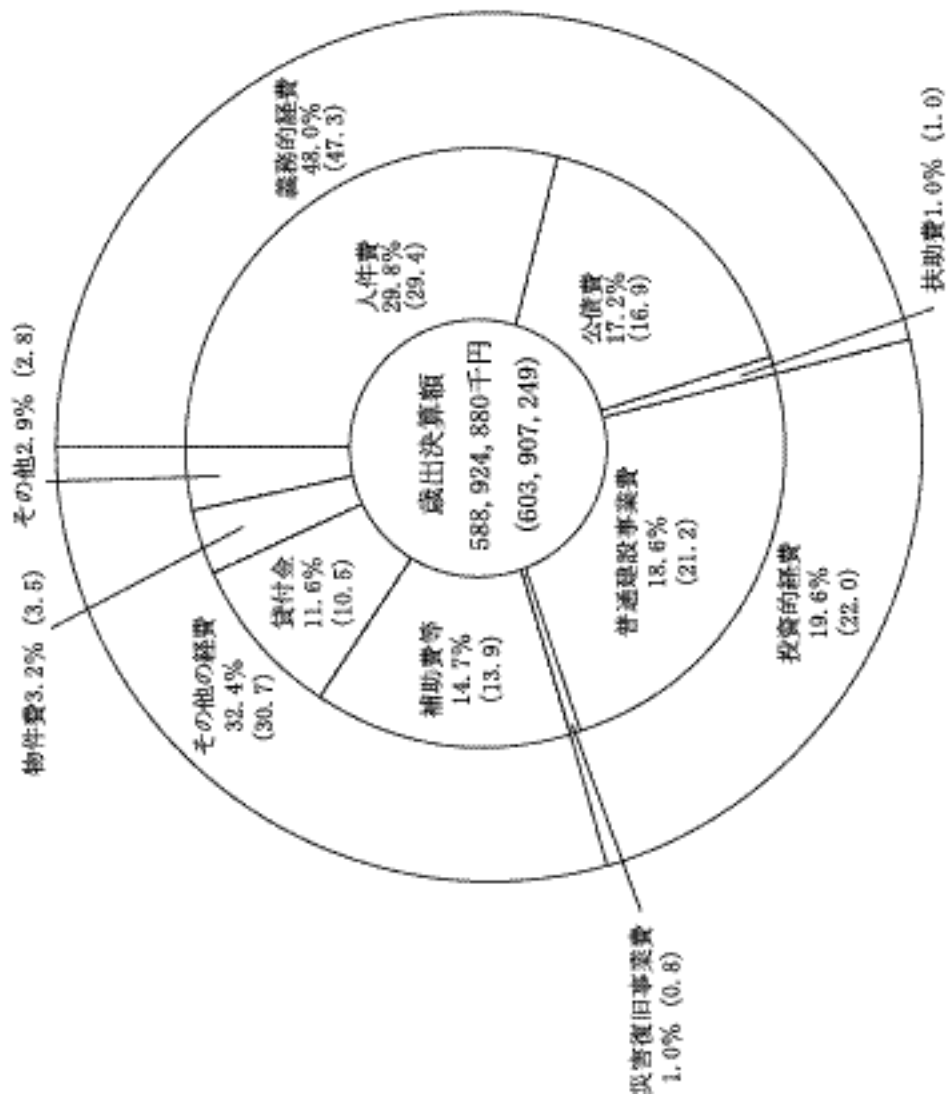 歳出決算額
588,924,880千円
(603,907,249)
義務的経費
48.0%
(47.3)
人件費
29.8%
(29.4)
公債費
17.2%
(16.9)
扶助費1.0% (1.0)
投資的経費
19.6%
(22.0)
普通建設事業費
18.6%
(21.2)
災害復旧事業費
1.0% (0.8)
その他の経費
32.4%
(30.7)
補助費等
14.7%
(13.9)
貸付金
11.6%
(10.5)
物件費3.2% (3.5)
その他2.9% (2.8)